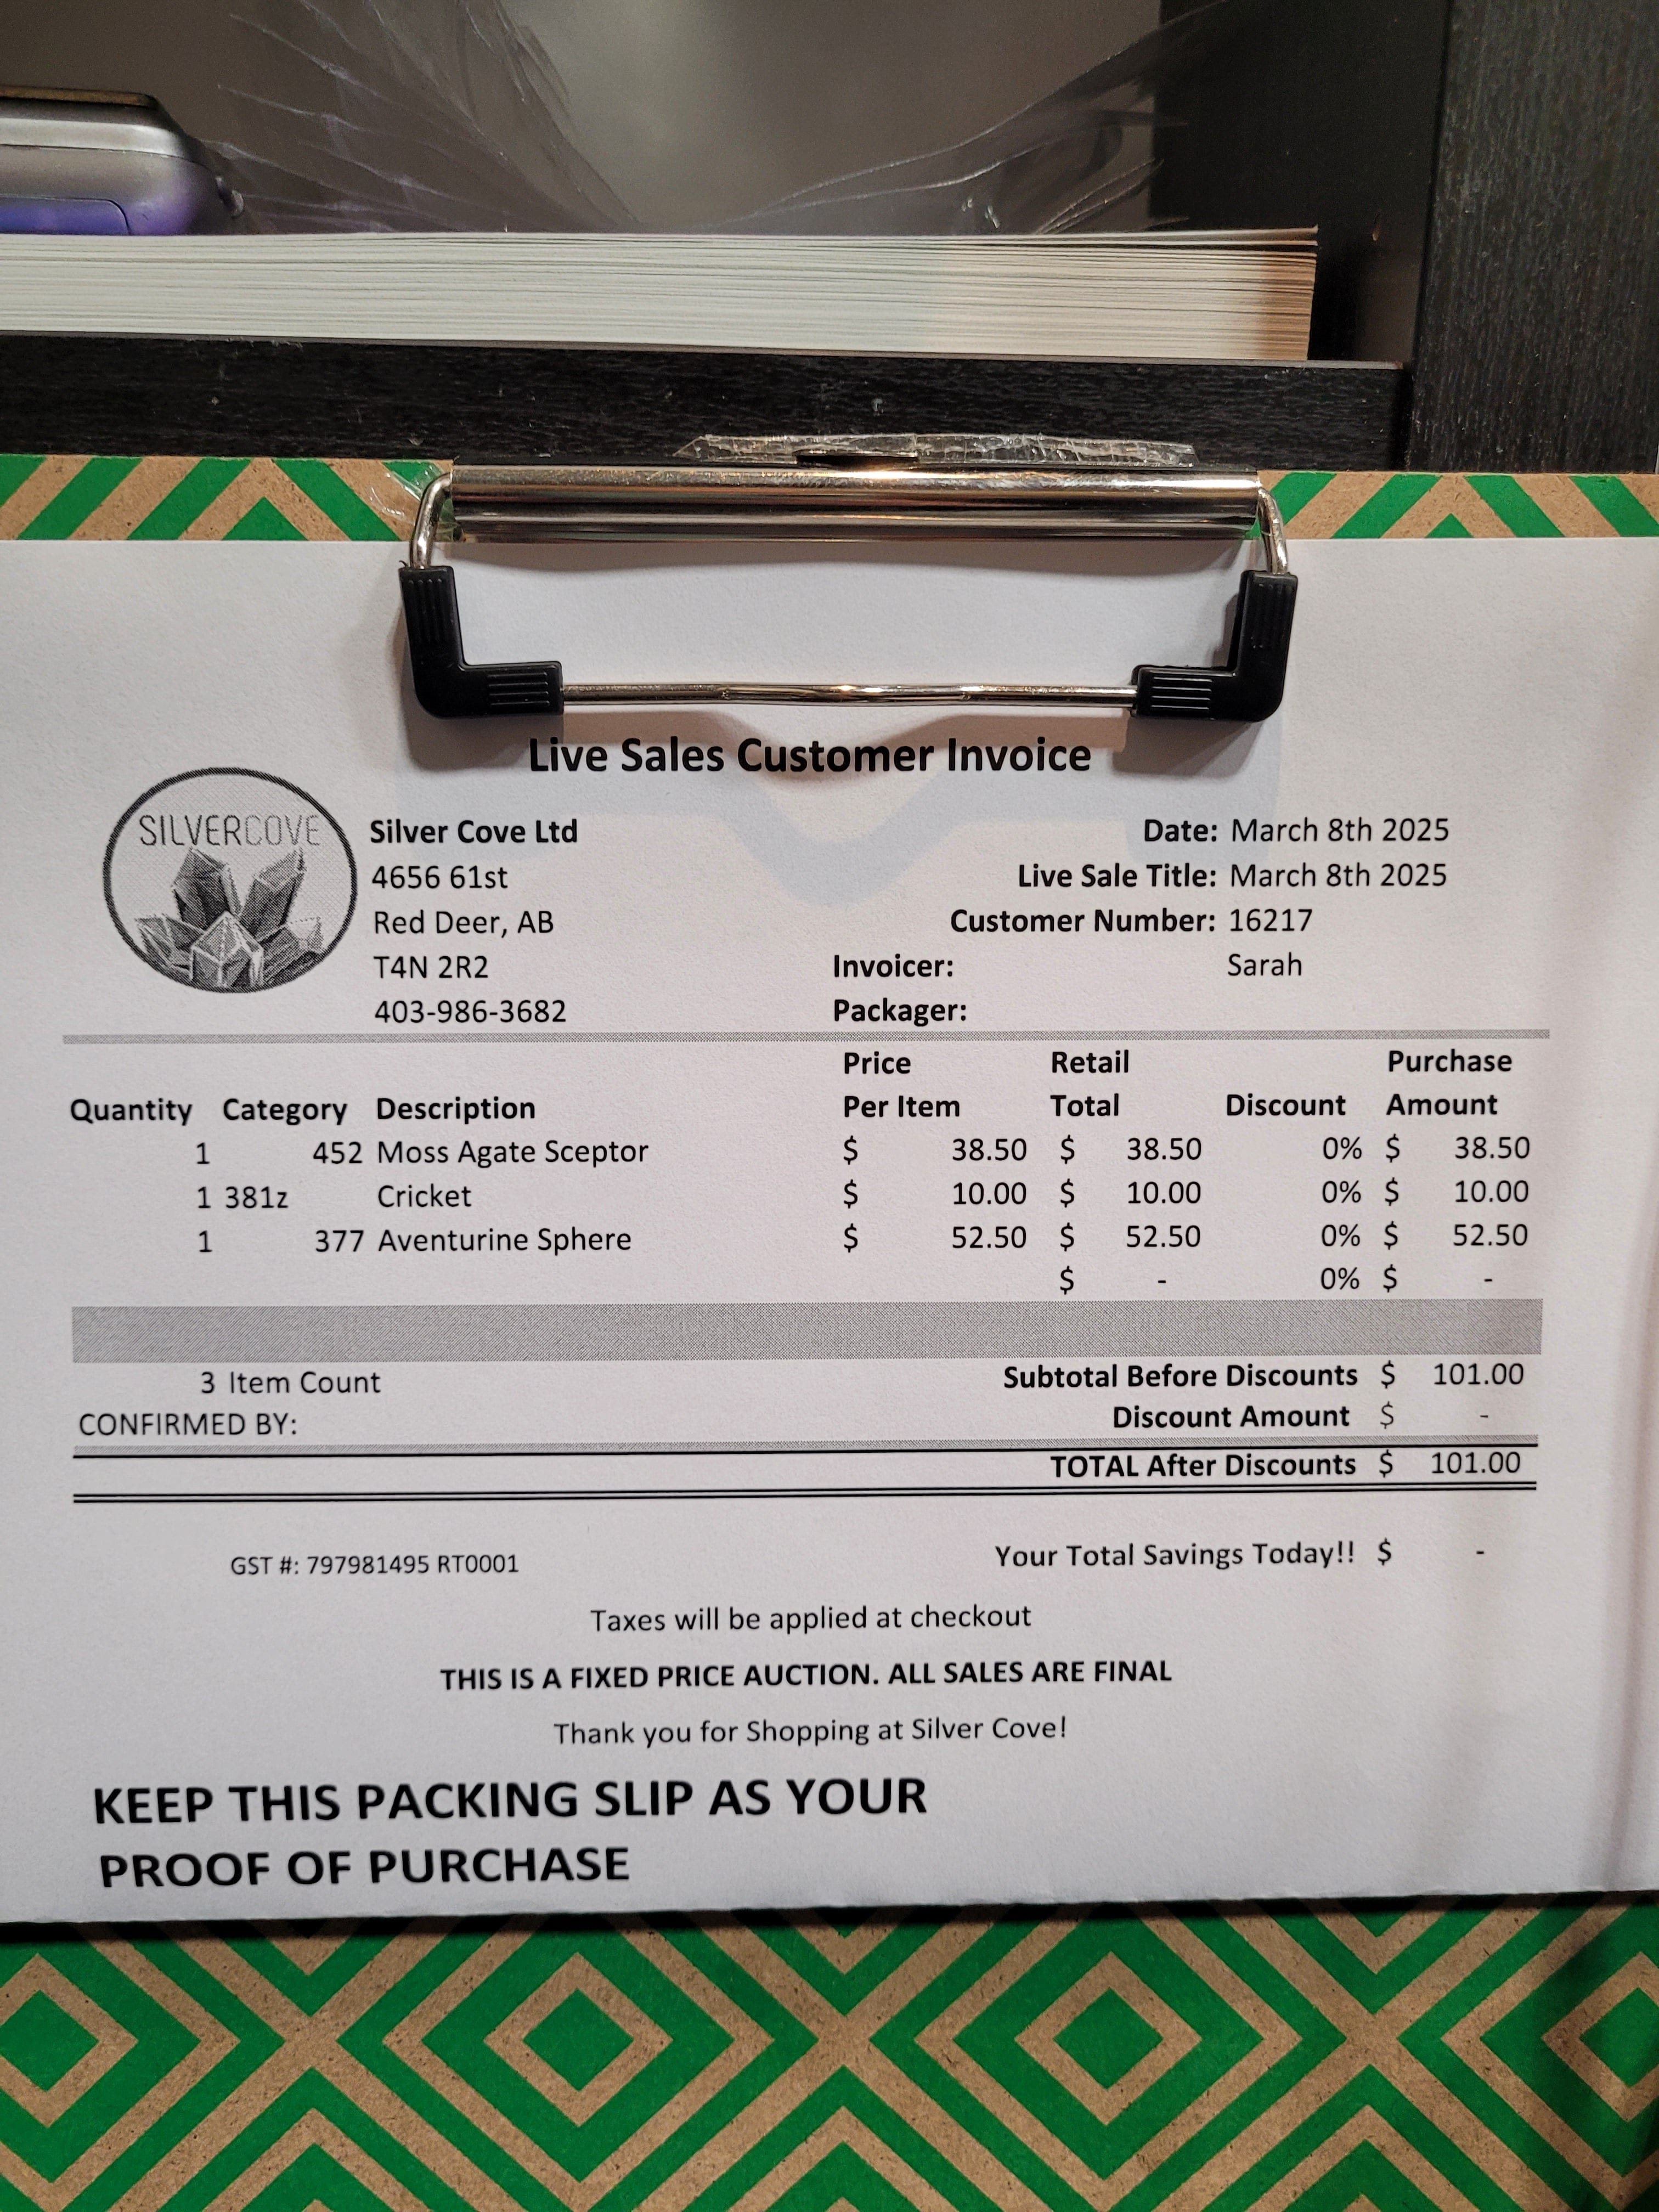 Live Sales Customer Invoice
SILVERCOVE
Silver Cove Ltd
4656 61st
Red Deer, AB
T4N 2R2
403-986-3682
Date: March 8th 2025
Live Sale Title: March 8th 2025
Customer Number: 16217
Invoicer: Sarah
Packager:
Quantity Category Description Price Per Item Retail Total Discount Purchase Amount
1 452 Moss Agate Sceptor $ 38.50 $ 38.50 0% $ 38.50
1 381z Cricket $ 10.00 $ 10.00 0% $ 10.00
1 377 Aventurine Sphere $ 52.50 $ 52.50 0% $ 52.50
$ - 0% $ -
3 Item Count Subtotal Before Discounts $ 101.00
CONFIRMED BY: Discount Amount $ -
TOTAL After Discounts $ 101.00
GST #: 797981495 RT0001 Your Total Savings Today!! $ -
Taxes will be applied at checkout
THIS IS A FIXED PRICE AUCTION. ALL SALES ARE FINAL
Thank you for Shopping at Silver Cove!
KEEP THIS PACKING SLIP AS YOUR
PROOF OF PURCHASE